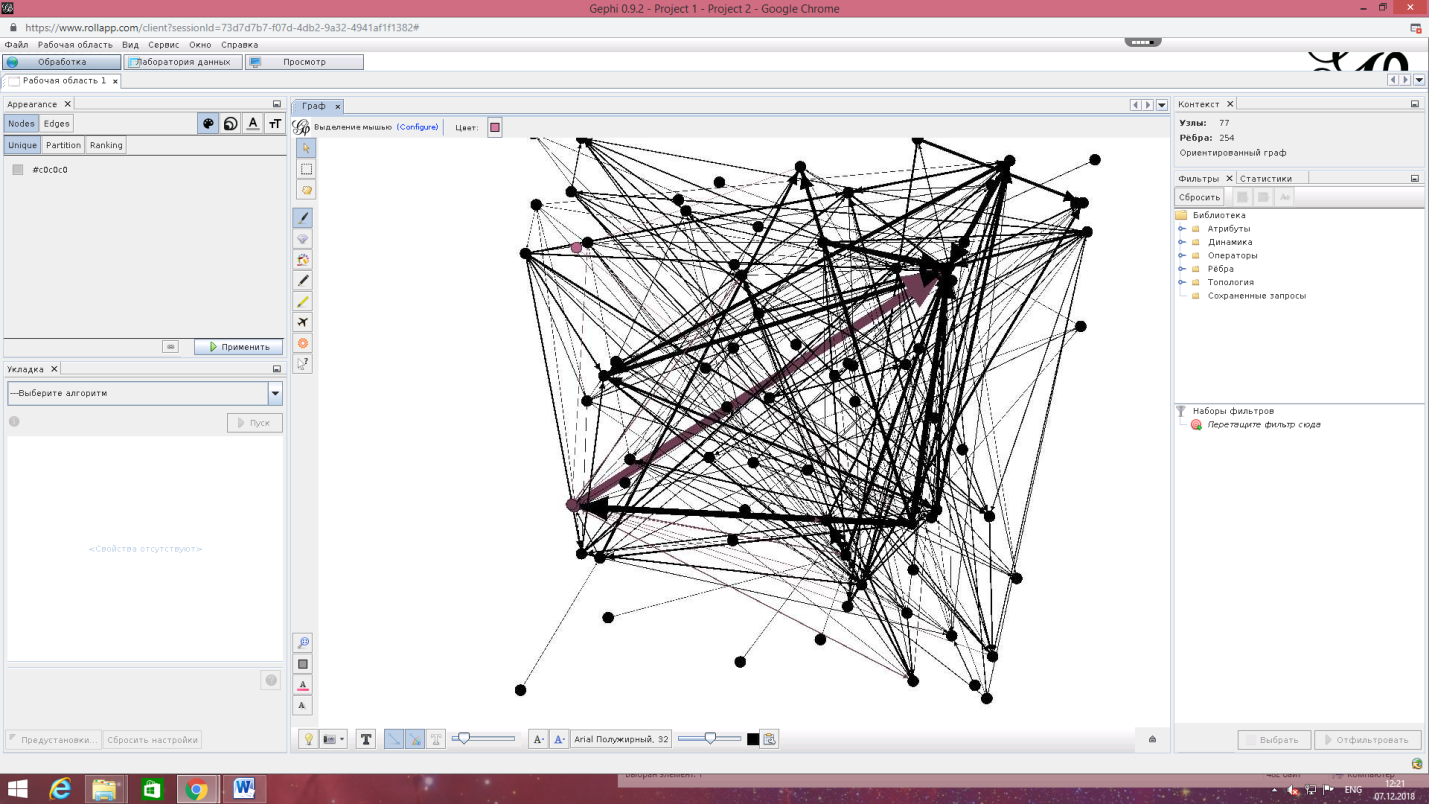 Gephi 0.9.2 - Project 1 - Project 2 - Google Chrome
https://www.rollapp.com/client?sessionId=73d7d7b7-f07d-4db2-9a32-4941af1f1382#
Файл Рабочая область Вид Сервис Окно Справка
Обработка Лаборатория данных Просмотр
Рабочая область 1
Appearance
Nodes Edges
Unique Partition Ranking
#c0c0c0
Применить
Укладка
---Выберите алгоритм
Пуск
<Свойства отсутствуют>
Предустановки... Сбросить настройки
Граф
Выделение мышью (Configure) Цвет:
Arial Полужирный, 32
Контекст
Узлы: 77
Рёбра: 254
Ориентированный граф
Фильтры Статистики
Сбросить
Библиотека
Атрибуты
Динамика
Операторы
Рёбра
Топология
Сохраненные запросы
Наборы фильтров
Перетащите фильтр сюда
Выбрать Отфильтровать
ENG
12:21
07.12.2018